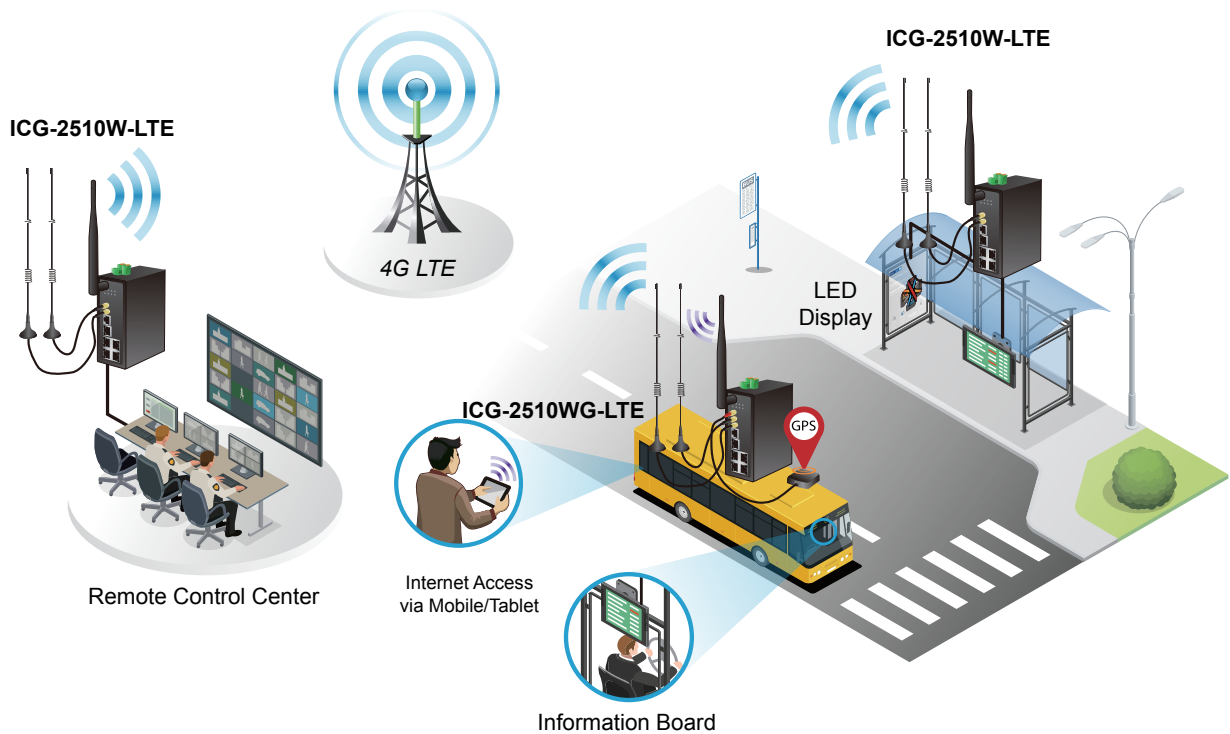 ICG-2510W-LTE
ICG-2510W-LTE
4G LTE
LED
Display
ICG-2510WG-LTE
GPS
Internet Access
via Mobile/Tablet
Remote Control Center
Information Board